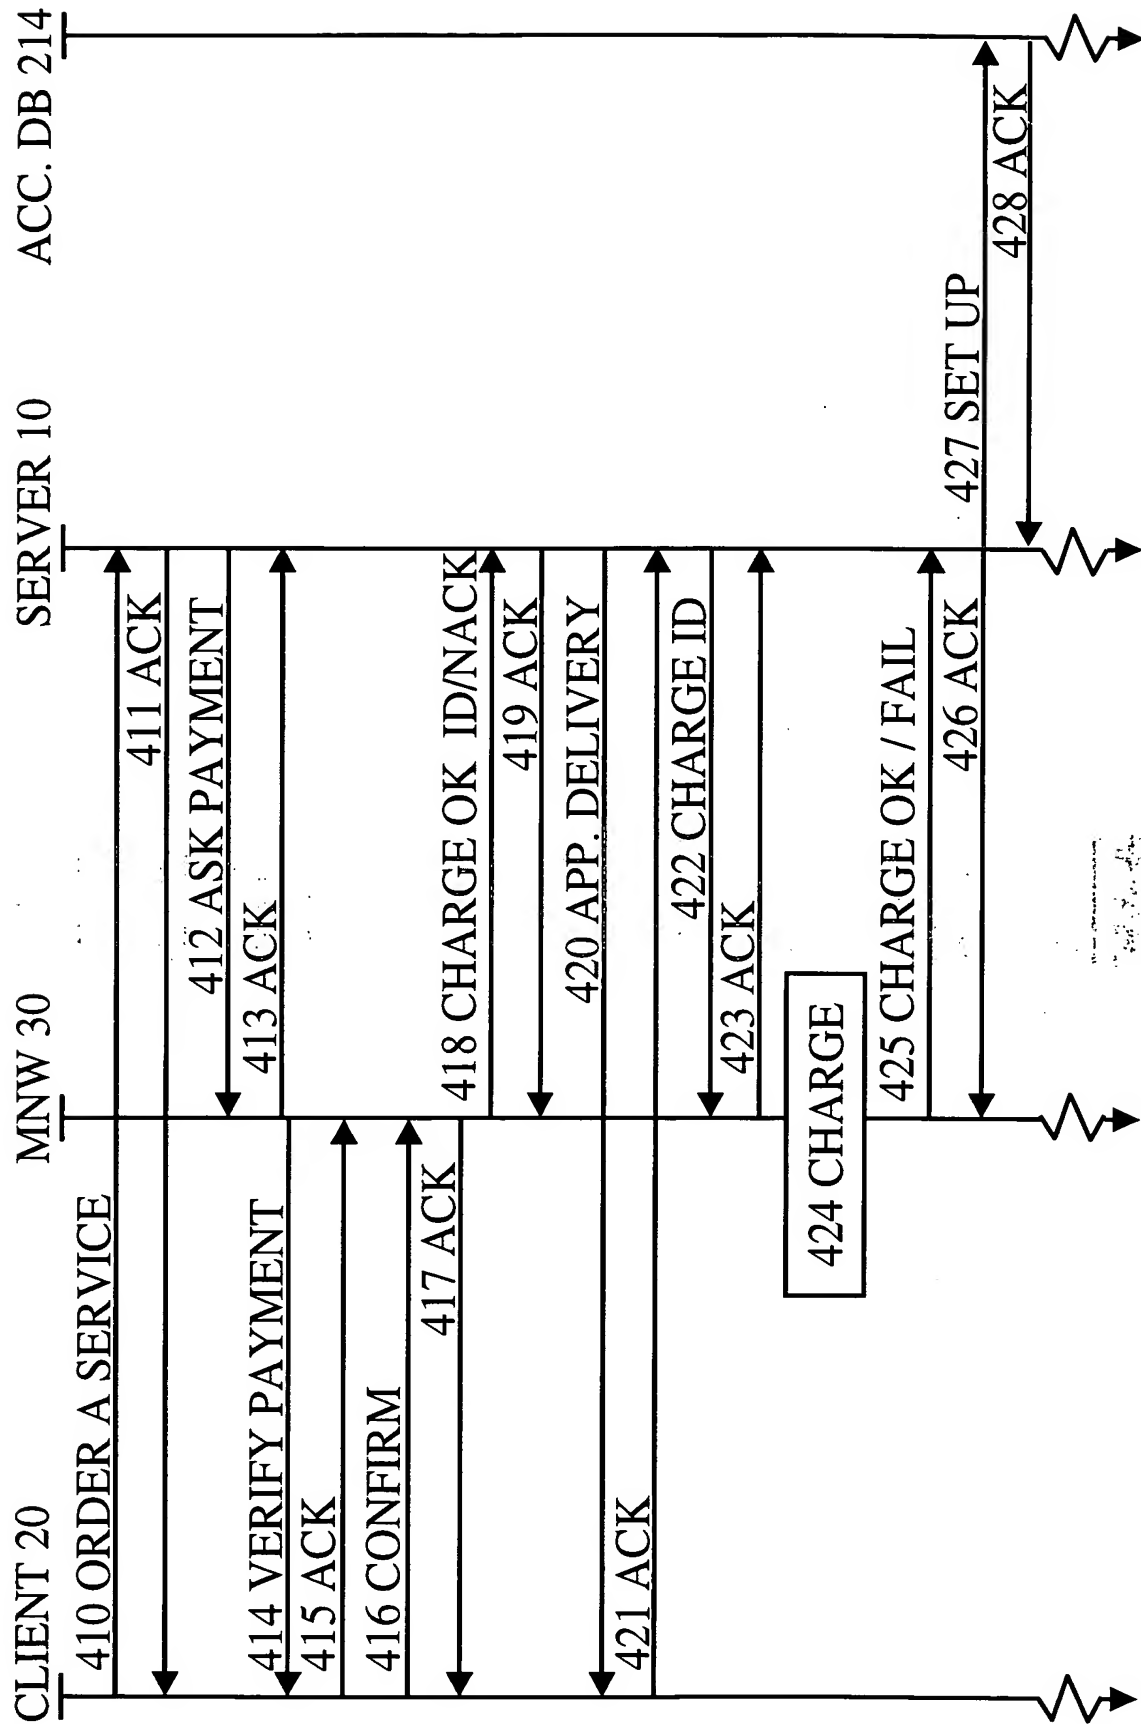 CLIENT 20
MNW 30
SERVER 10
ACC. DB 214
410 ORDER A SERVICE
411 ACK
412 ASK PAYMENT
413 ACK
414 VERIFY PAYMENT
415 ACK
416 CONFIRM
417 ACK
418 CHARGE OK ID/NACK
419 ACK
420 APP. DELIVERY
421 ACK
422 CHARGE ID
423 ACK
424 CHARGE
425 CHARGE OK / FAIL
426 ACK
427 SET UP
428 ACK